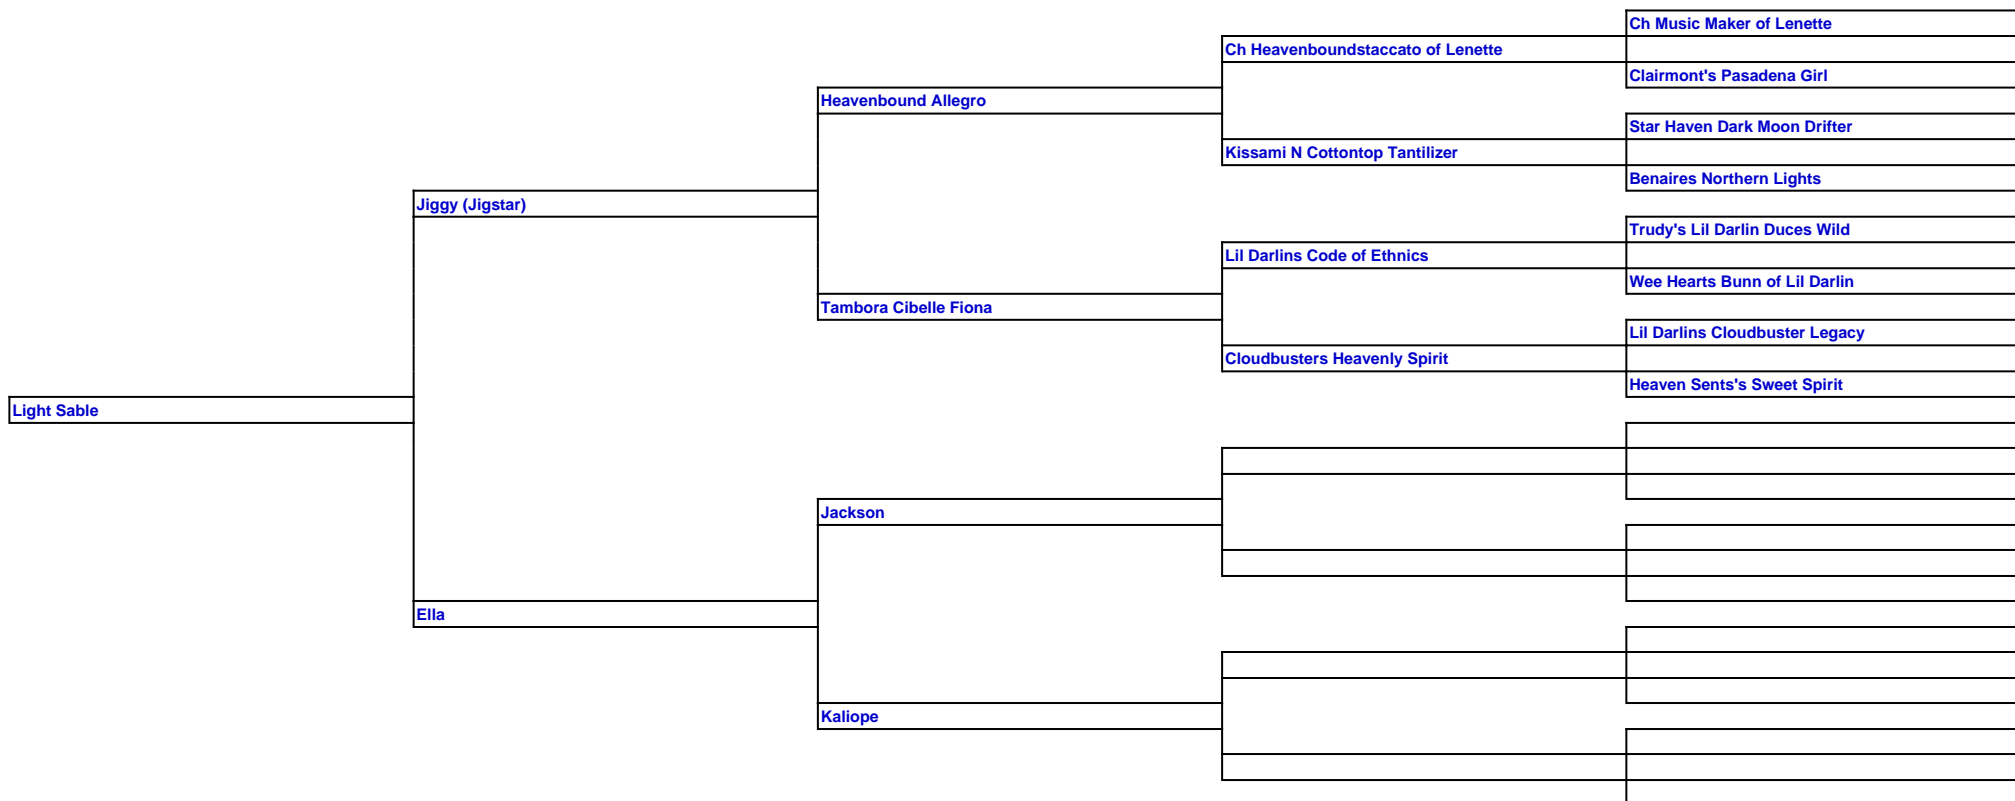 Ch Music Maker of Lenette
Ch Heavenboundstaccato of Lenette
Clairmont's Pasadena Girl
Heavenbound Allegro
Star Haven Dark Moon Drifter
Kissami N Cottontop Tantilizer
Benaires Northern Lights
Jiggy (Jigstar)
Trudy's Lil Darlin Duces Wild
Lil Darlins Code of Ethnics
Wee Hearts Bunn of Lil Darlin
Tambora Cibelle Fiona
Lil Darlins Cloudbuster Legacy
Cloudbusters Heavenly Spirit
Heaven Sents's Sweet Spirit
Light Sable
Jackson
Ella
Kaliope